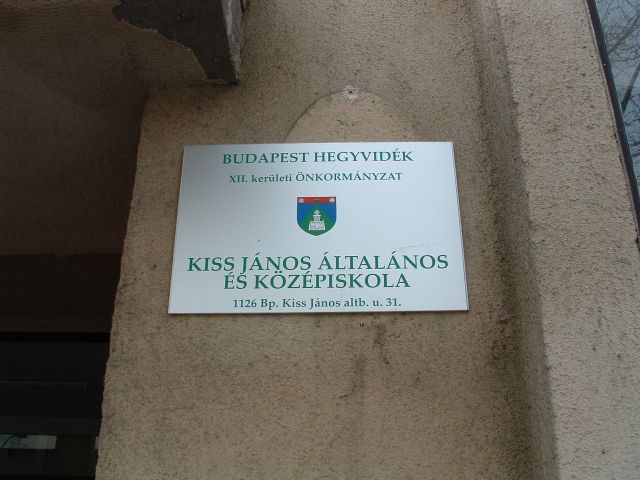 BUDAPEST HEGYVIDÉK
XII. kerületi ÖNKORMÁNYZAT
KISS JÁNOS ÁLTALÁNOS
ÉS KÖZÉPISKOLA
1126 Bp. Kiss János altb. u. 31.